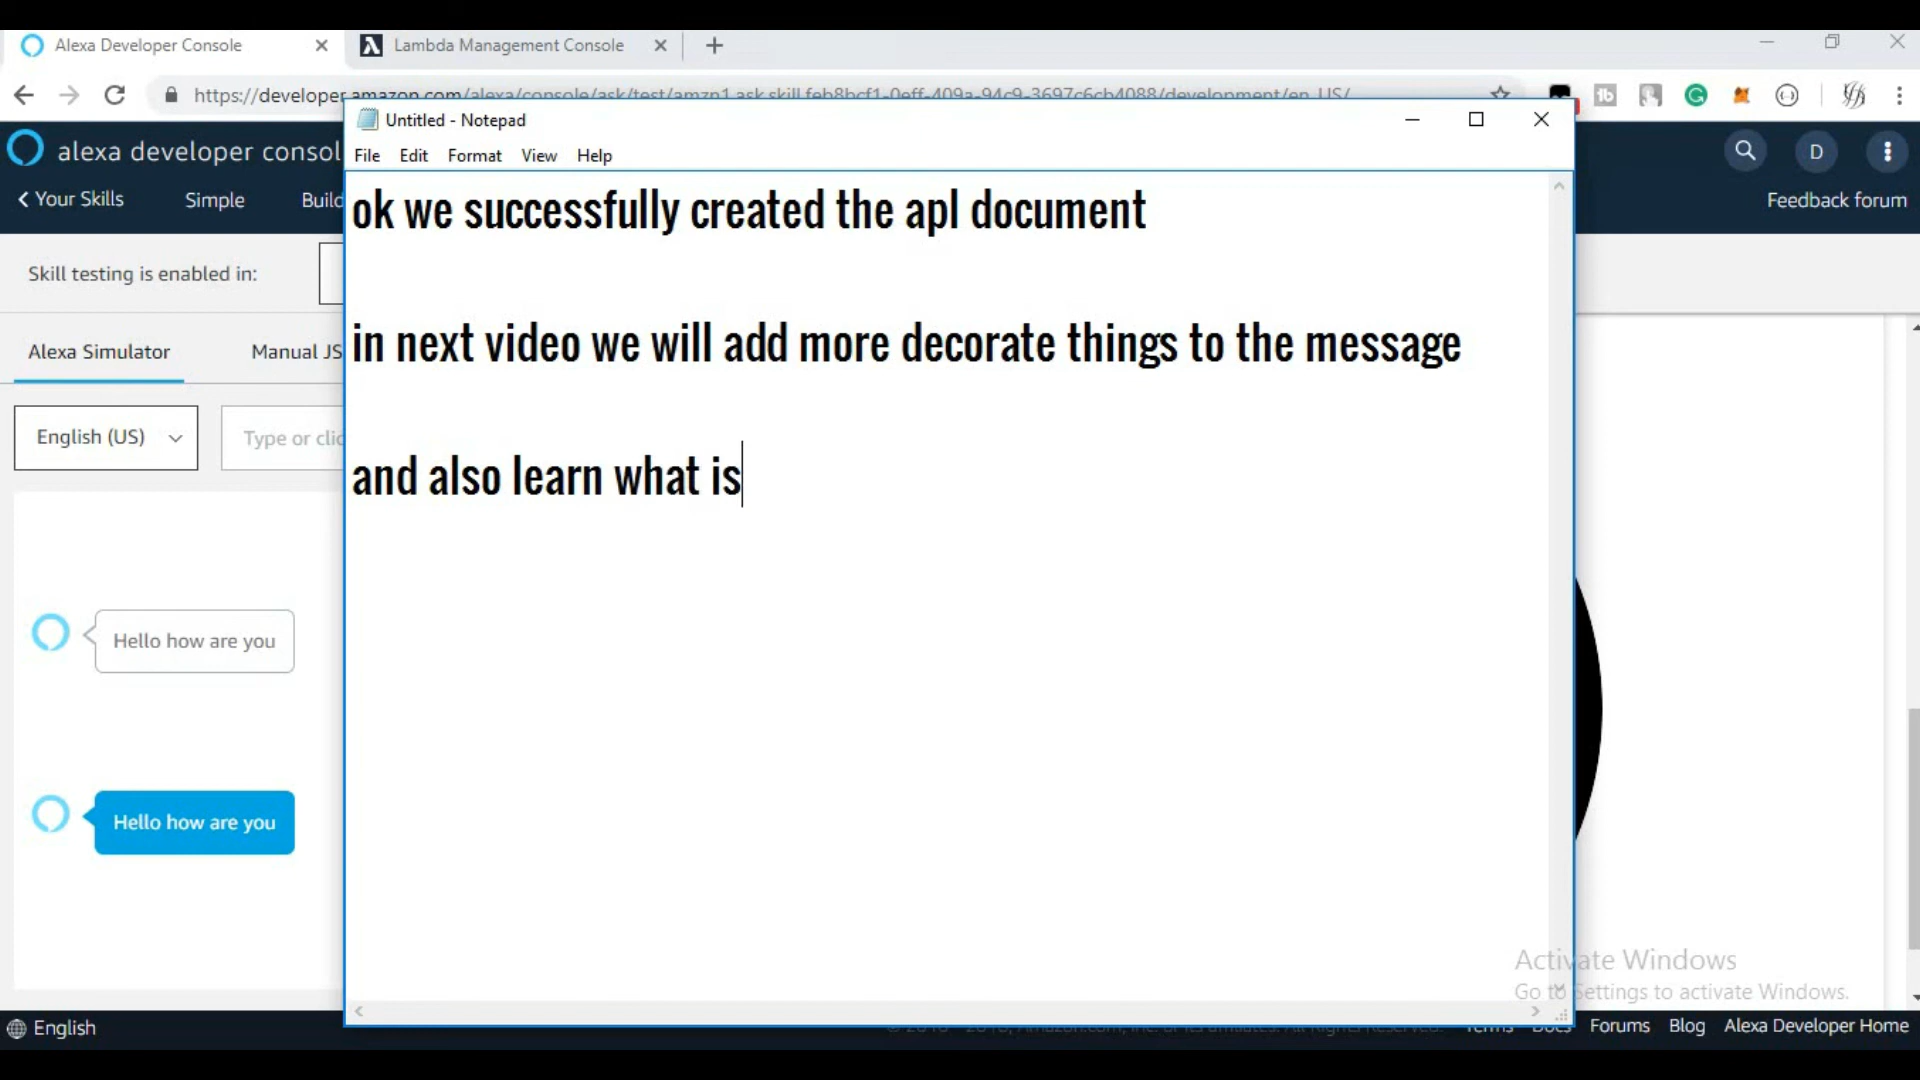 Alexa Developer Console
Lambda Management Console
https://developer.amazon.com/alexa/console/ask/test/amzn1.ask.skill.feb8bcf1-0eff-409a-94c9-3697c6cb4088/development/en_US/
Untitled - Notepad
alexa developer consol
D
File Edit Format View Help
Your Skills Simple Build
Feedback forum
ok we successfully created the apl document
Skill testing is enabled in:
in next video we will add more decorate things to the message
Alexa Simulator Manual JS
English (US)
Type or clic
and also learn what is
Hello how are you
Hello how are you
Activate Windows
Go to Settings to activate Windows.
English
Terms Docs Forums Blog Alexa Developer Home